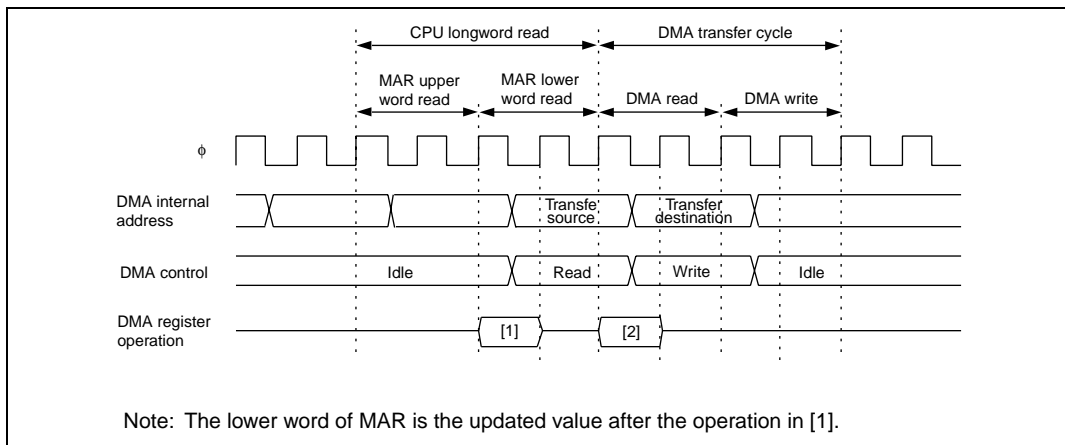 CPU longword read DMA transfer cycle
MAR upper
word read
MAR lower
word read
DMA read DMA write
ϕ
DMA internal
address
Transfe
source
Transfer
destination
DMA control Idle Read Write Idle
DMA register
operation
[1] [2]
Note: The lower word of MAR is the updated value after the operation in [1].